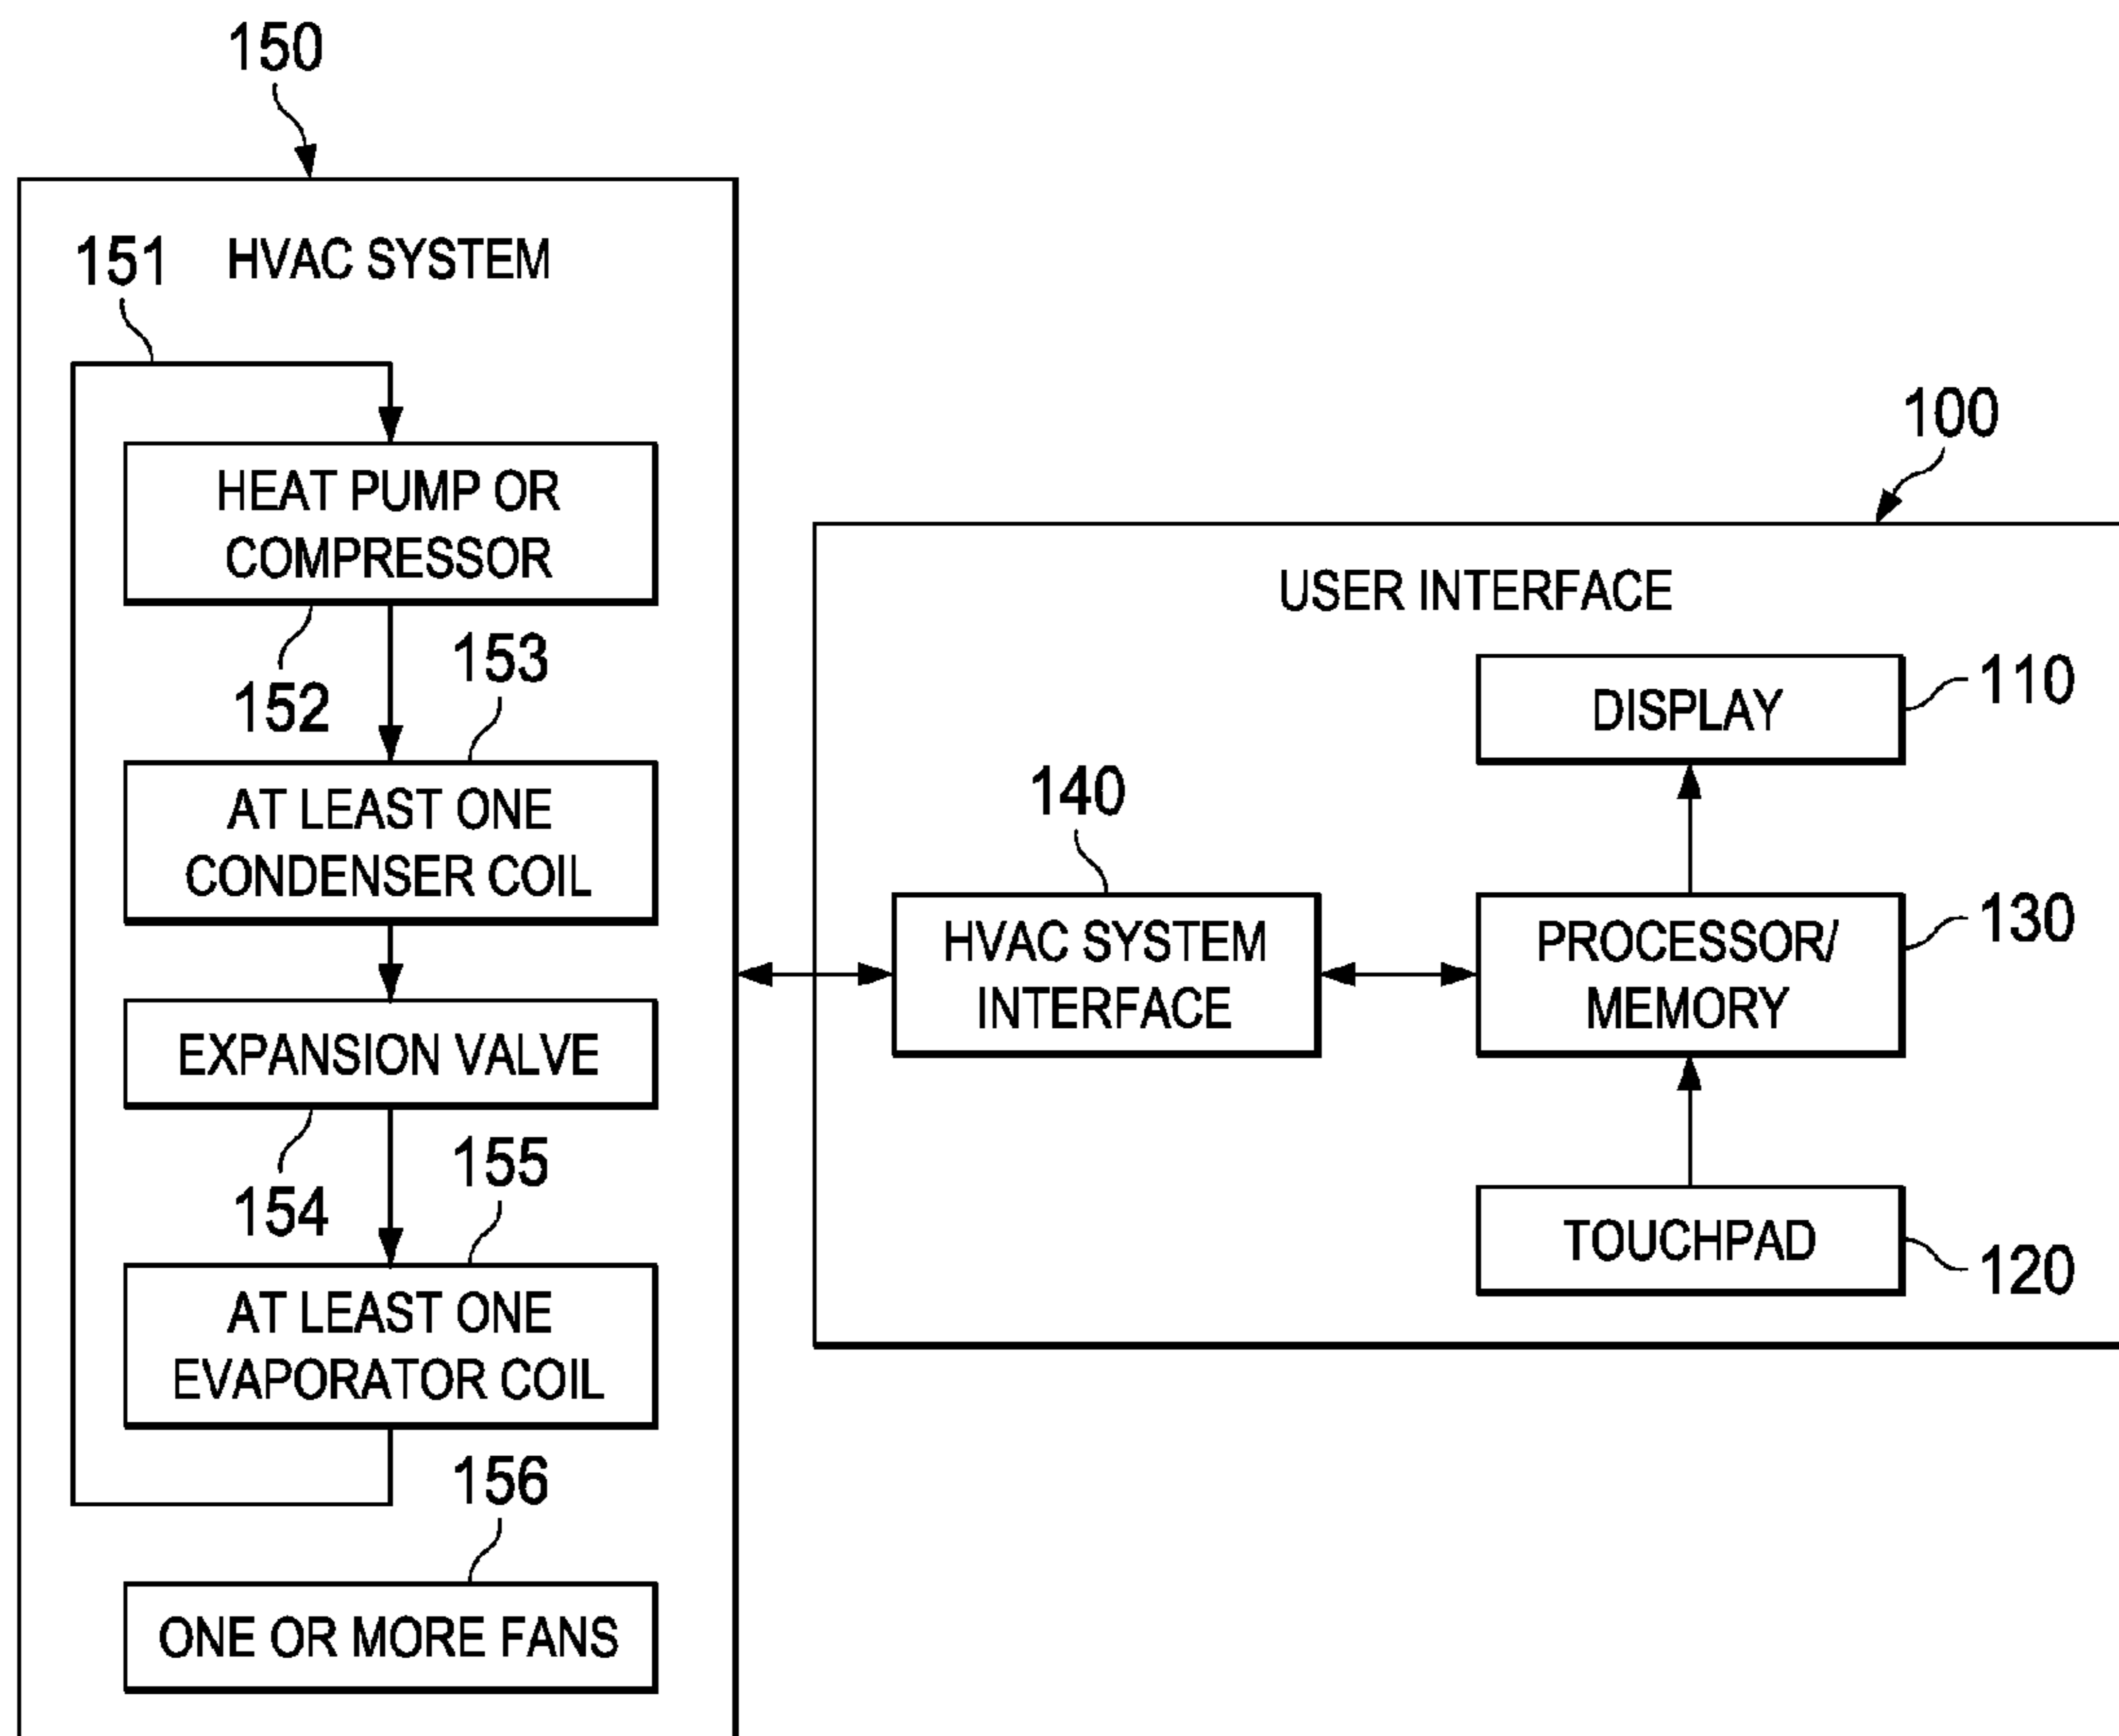 150
HVAC SYSTEM
151
HEAT PUMP OR
COMPRESSOR
152
153
AT LEAST ONE
CONDENSER COIL
EXPANSION VALVE
154
155
AT LEAST ONE
EVAPORATOR COIL
156
ONE OR MORE FANS
100
USER INTERFACE
DISPLAY
110
140
HVAC SYSTEM
INTERFACE
PROCESSOR/
MEMORY
130
TOUCHPAD
120